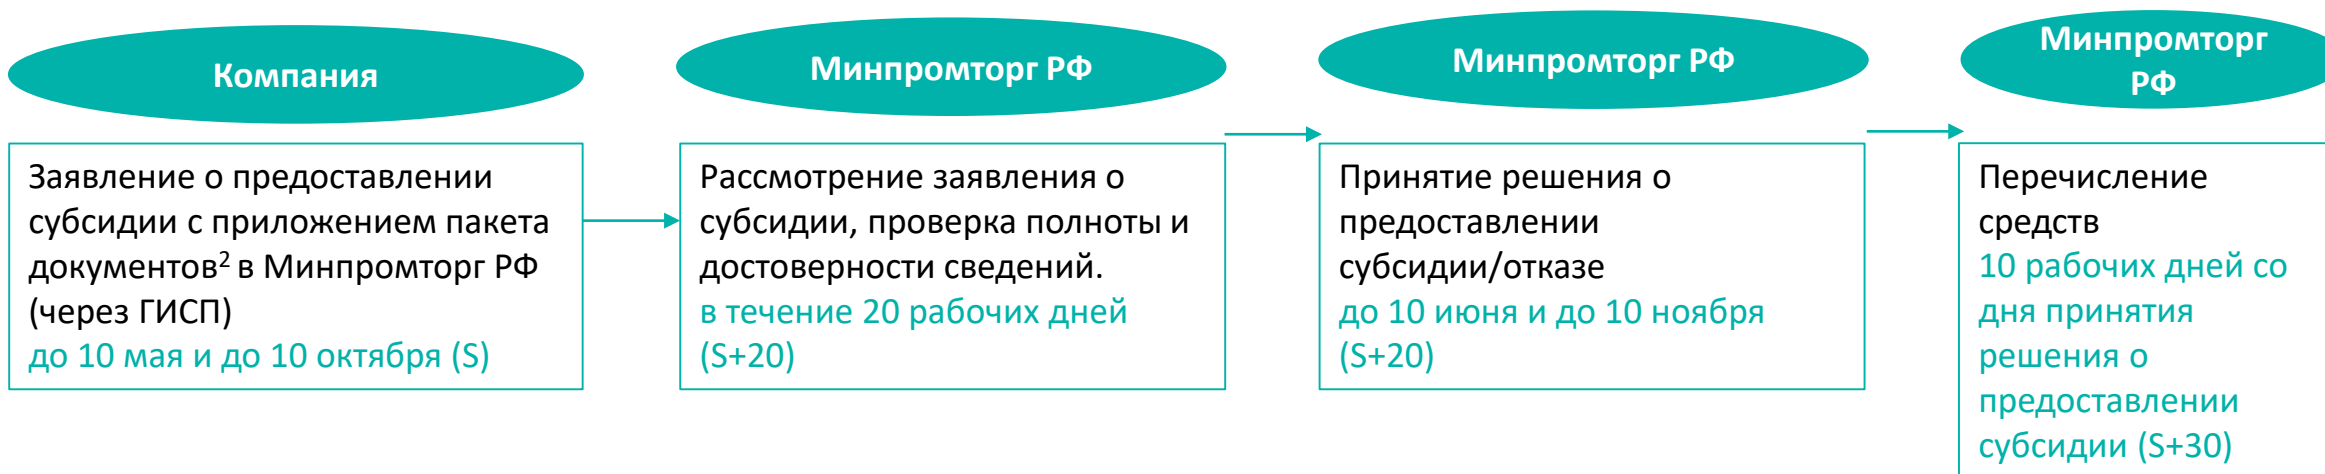 Компания
Заявление о предоставлении
субсидии с приложением пакета
документов² в Минпромторг РФ
(через ГИСП)
до 10 мая и до 10 октября (S)
Минпромторг РФ
Рассмотрение заявления о
субсидии, проверка полноты и
достоверности сведений.
в течение 20 рабочих дней
(S+20)
Минпромторг РФ
Принятие решения о
предоставлении
субсидии/отказе
до 10 июня и до 10 ноября
(S+20)
Минпромторг
РФ
Перечисление
средств
10 рабочих дней со
дня принятия
решения о
предоставлении
субсидии (S+30)